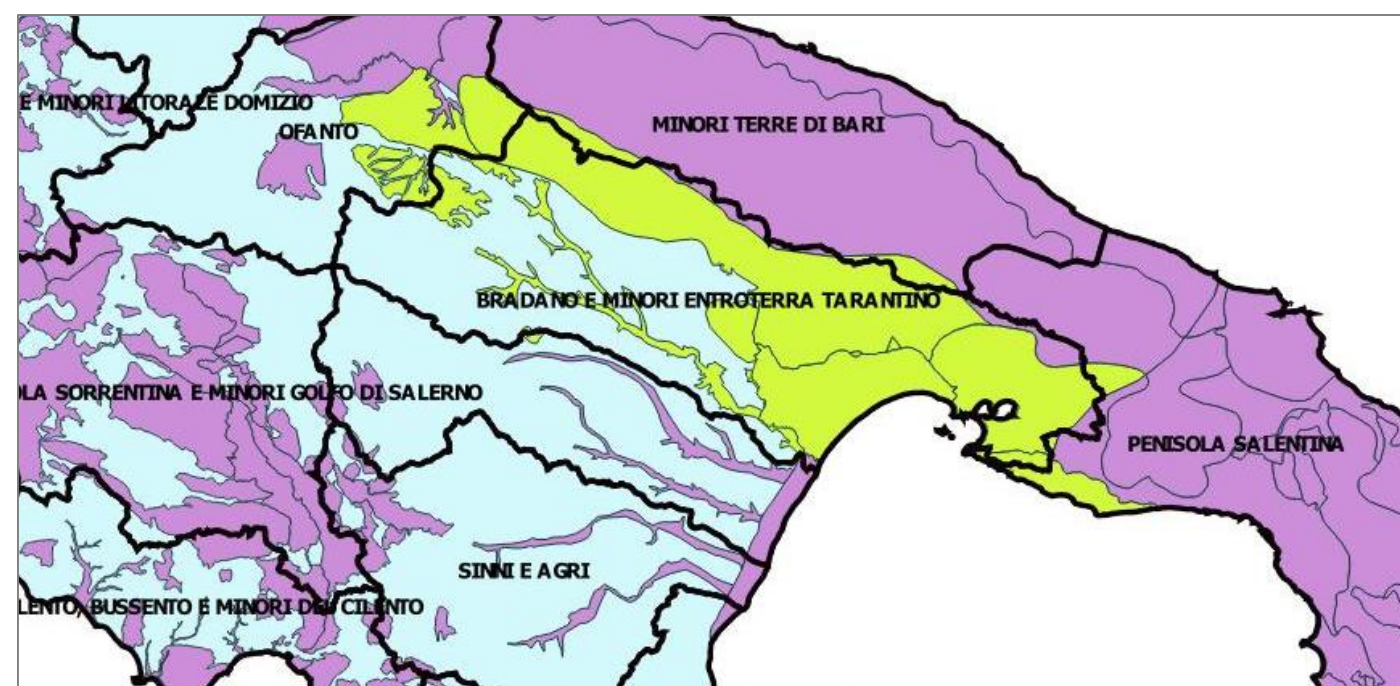 E MINORI LITORALE DOMIZIO
OFANTO
MINORI TERRE DI BARI
BRADANO E MINORI ENTROTERRA TARANTINO
LA SORRENTINA E MINORI GOLFO DI SALERNO
PENISOLA SALENTINA
SINNI E AGRI
LENTO, BUSSENTO E MINORI DEL CILENTO